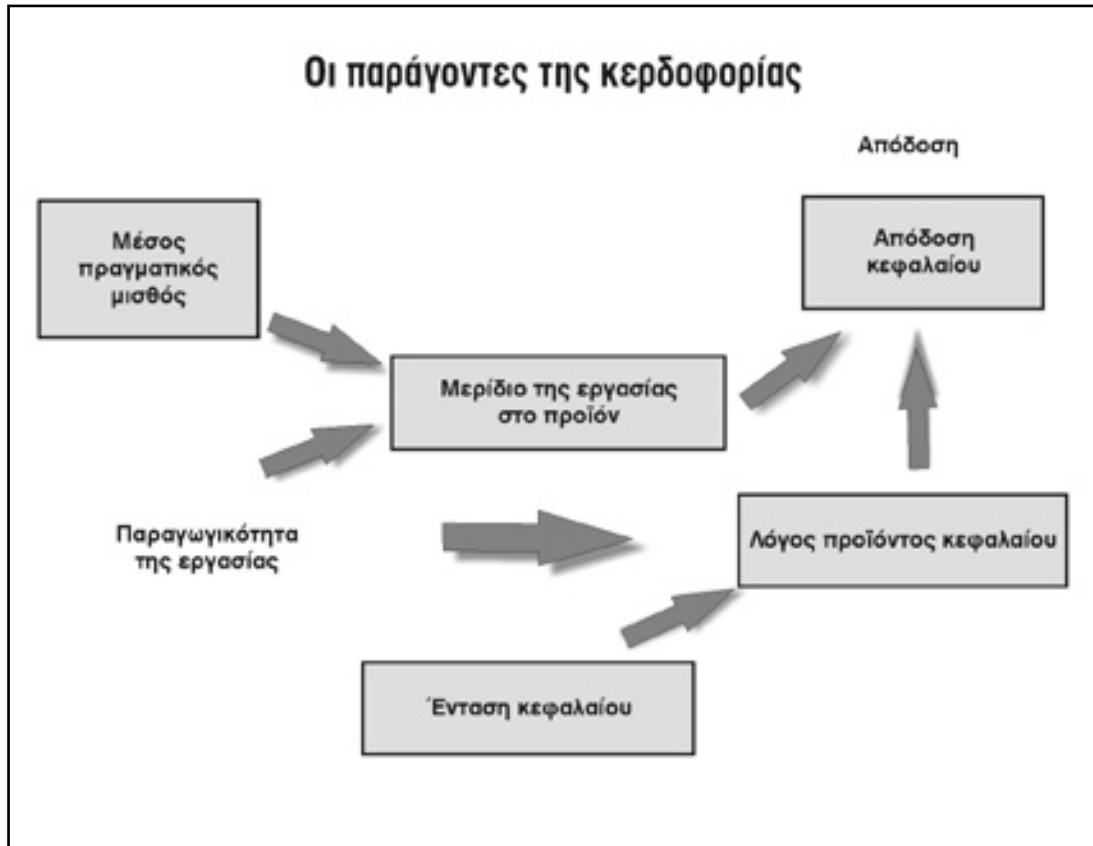 Οι παράγοντες της κερδοφορίας
Απόδοση
Μέσος
πραγματικός
μισθός
Απόδοση
κεφαλαίου
Μερίδιο της εργασίας
στο προϊόν
Παραγωγικότητα
της εργασίας
Λόγος προϊόντος κεφαλαίου
Ένταση κεφαλαίου